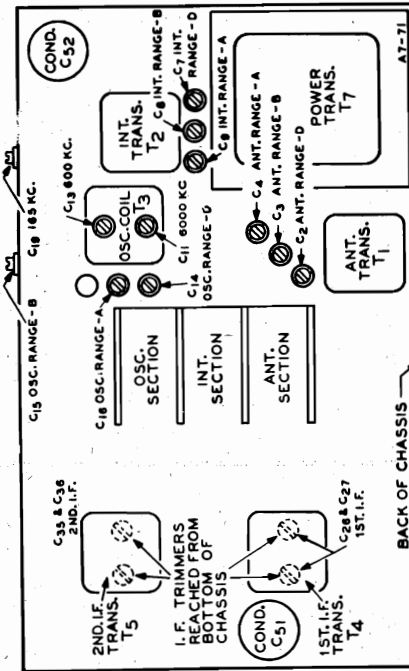 C15 OSC. RANGE-B
C19 165 KC.
COND.
C52
C13 600 KC.
INT.
TRANS.
T2
C8 INT. RANGE-B
C7 INT.
RANGE-D
C9 INT. RANGE-A
OSC. COIL
T3
C11 6000 KC
C14
OSC. RANGE-D
C16 OSC. RANGE-A
OSC.
SECTION
INT.
SECTION
ANT.
SECTION
C4 ANT. RANGE-A
C3 ANT. RANGE-B
C2 ANT. RANGE-D
POWER
TRANS.
T7
ANT.
TRANS.
T1
A7-71
C35 & C36
2ND. I.F.
2ND. I.F.
TRANS.
T5
I.F. TRIMMERS
REACHED FROM
BOTTOM OF
CHASSIS
COND.
C51
C26 & C27
1ST. I.F.
1ST. I.F.
TRANS.
T4
BACK OF CHASSIS